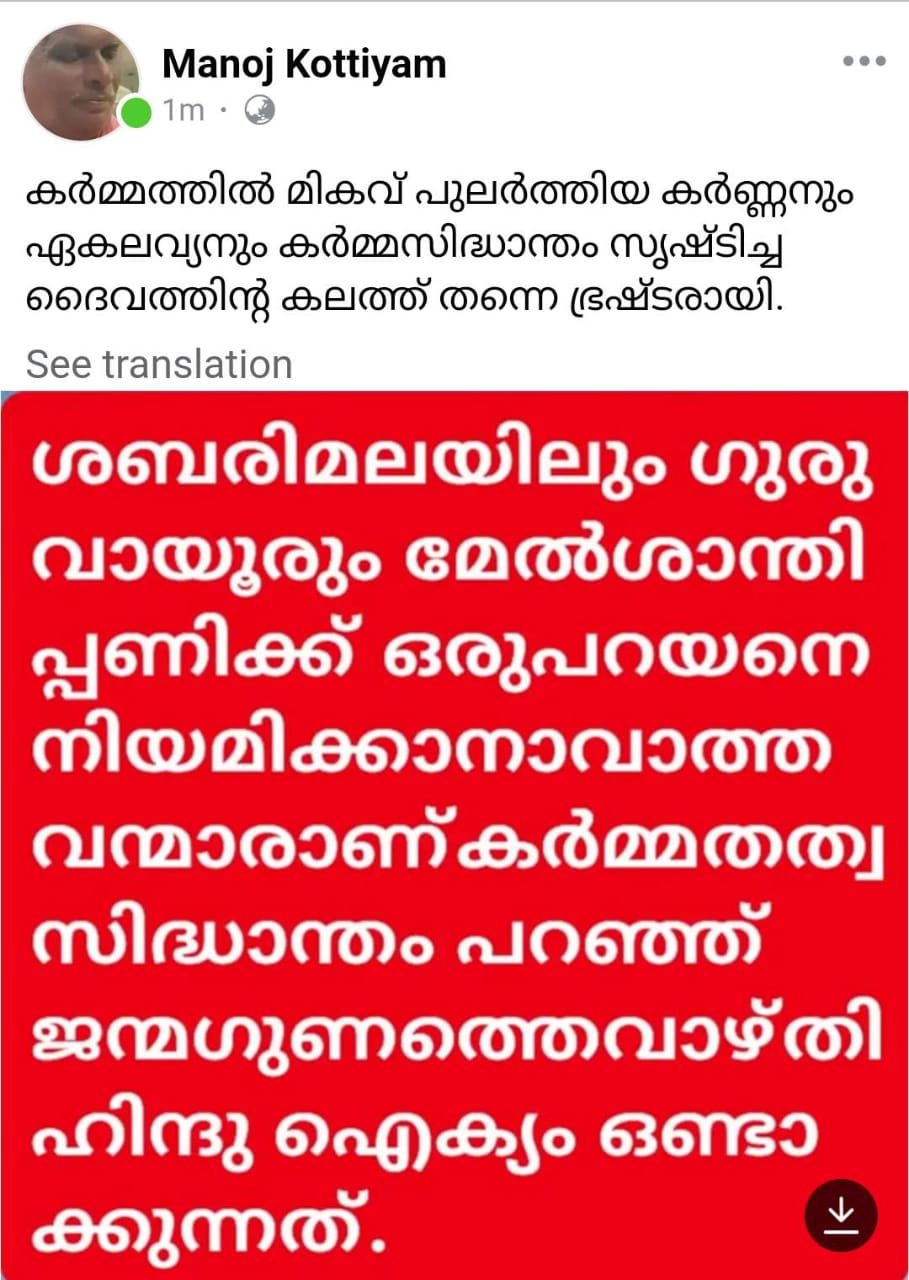 Manoj Kottiyam
1m ·
കർമ്മത്തിൽ മികവ് പുലർത്തിയ കർണ്ണനും
ഏകലവ്യനും കർമ്മസിദ്ധാന്തം സൃഷ്ടിച്ച
ദൈവത്തിൻ്റ കലത്ത് തന്നെ ഭ്രഷ്ടരായി.
See translation
ശബരിമലയിലും ഗുരു
വായൂരും മേൽശാന്തി
പ്പണിക്ക് ഒരുപറയനെ
നിയമിക്കാനാവാത്ത
വന്മാരാണ് കർമ്മതത്വ
സിദ്ധാന്തം പറഞ്ഞ്
ജന്മഗുണത്തെവാഴ്തി
ഹിന്ദു ഐക്യം ഒണ്ടാ
ക്കുന്നത്.